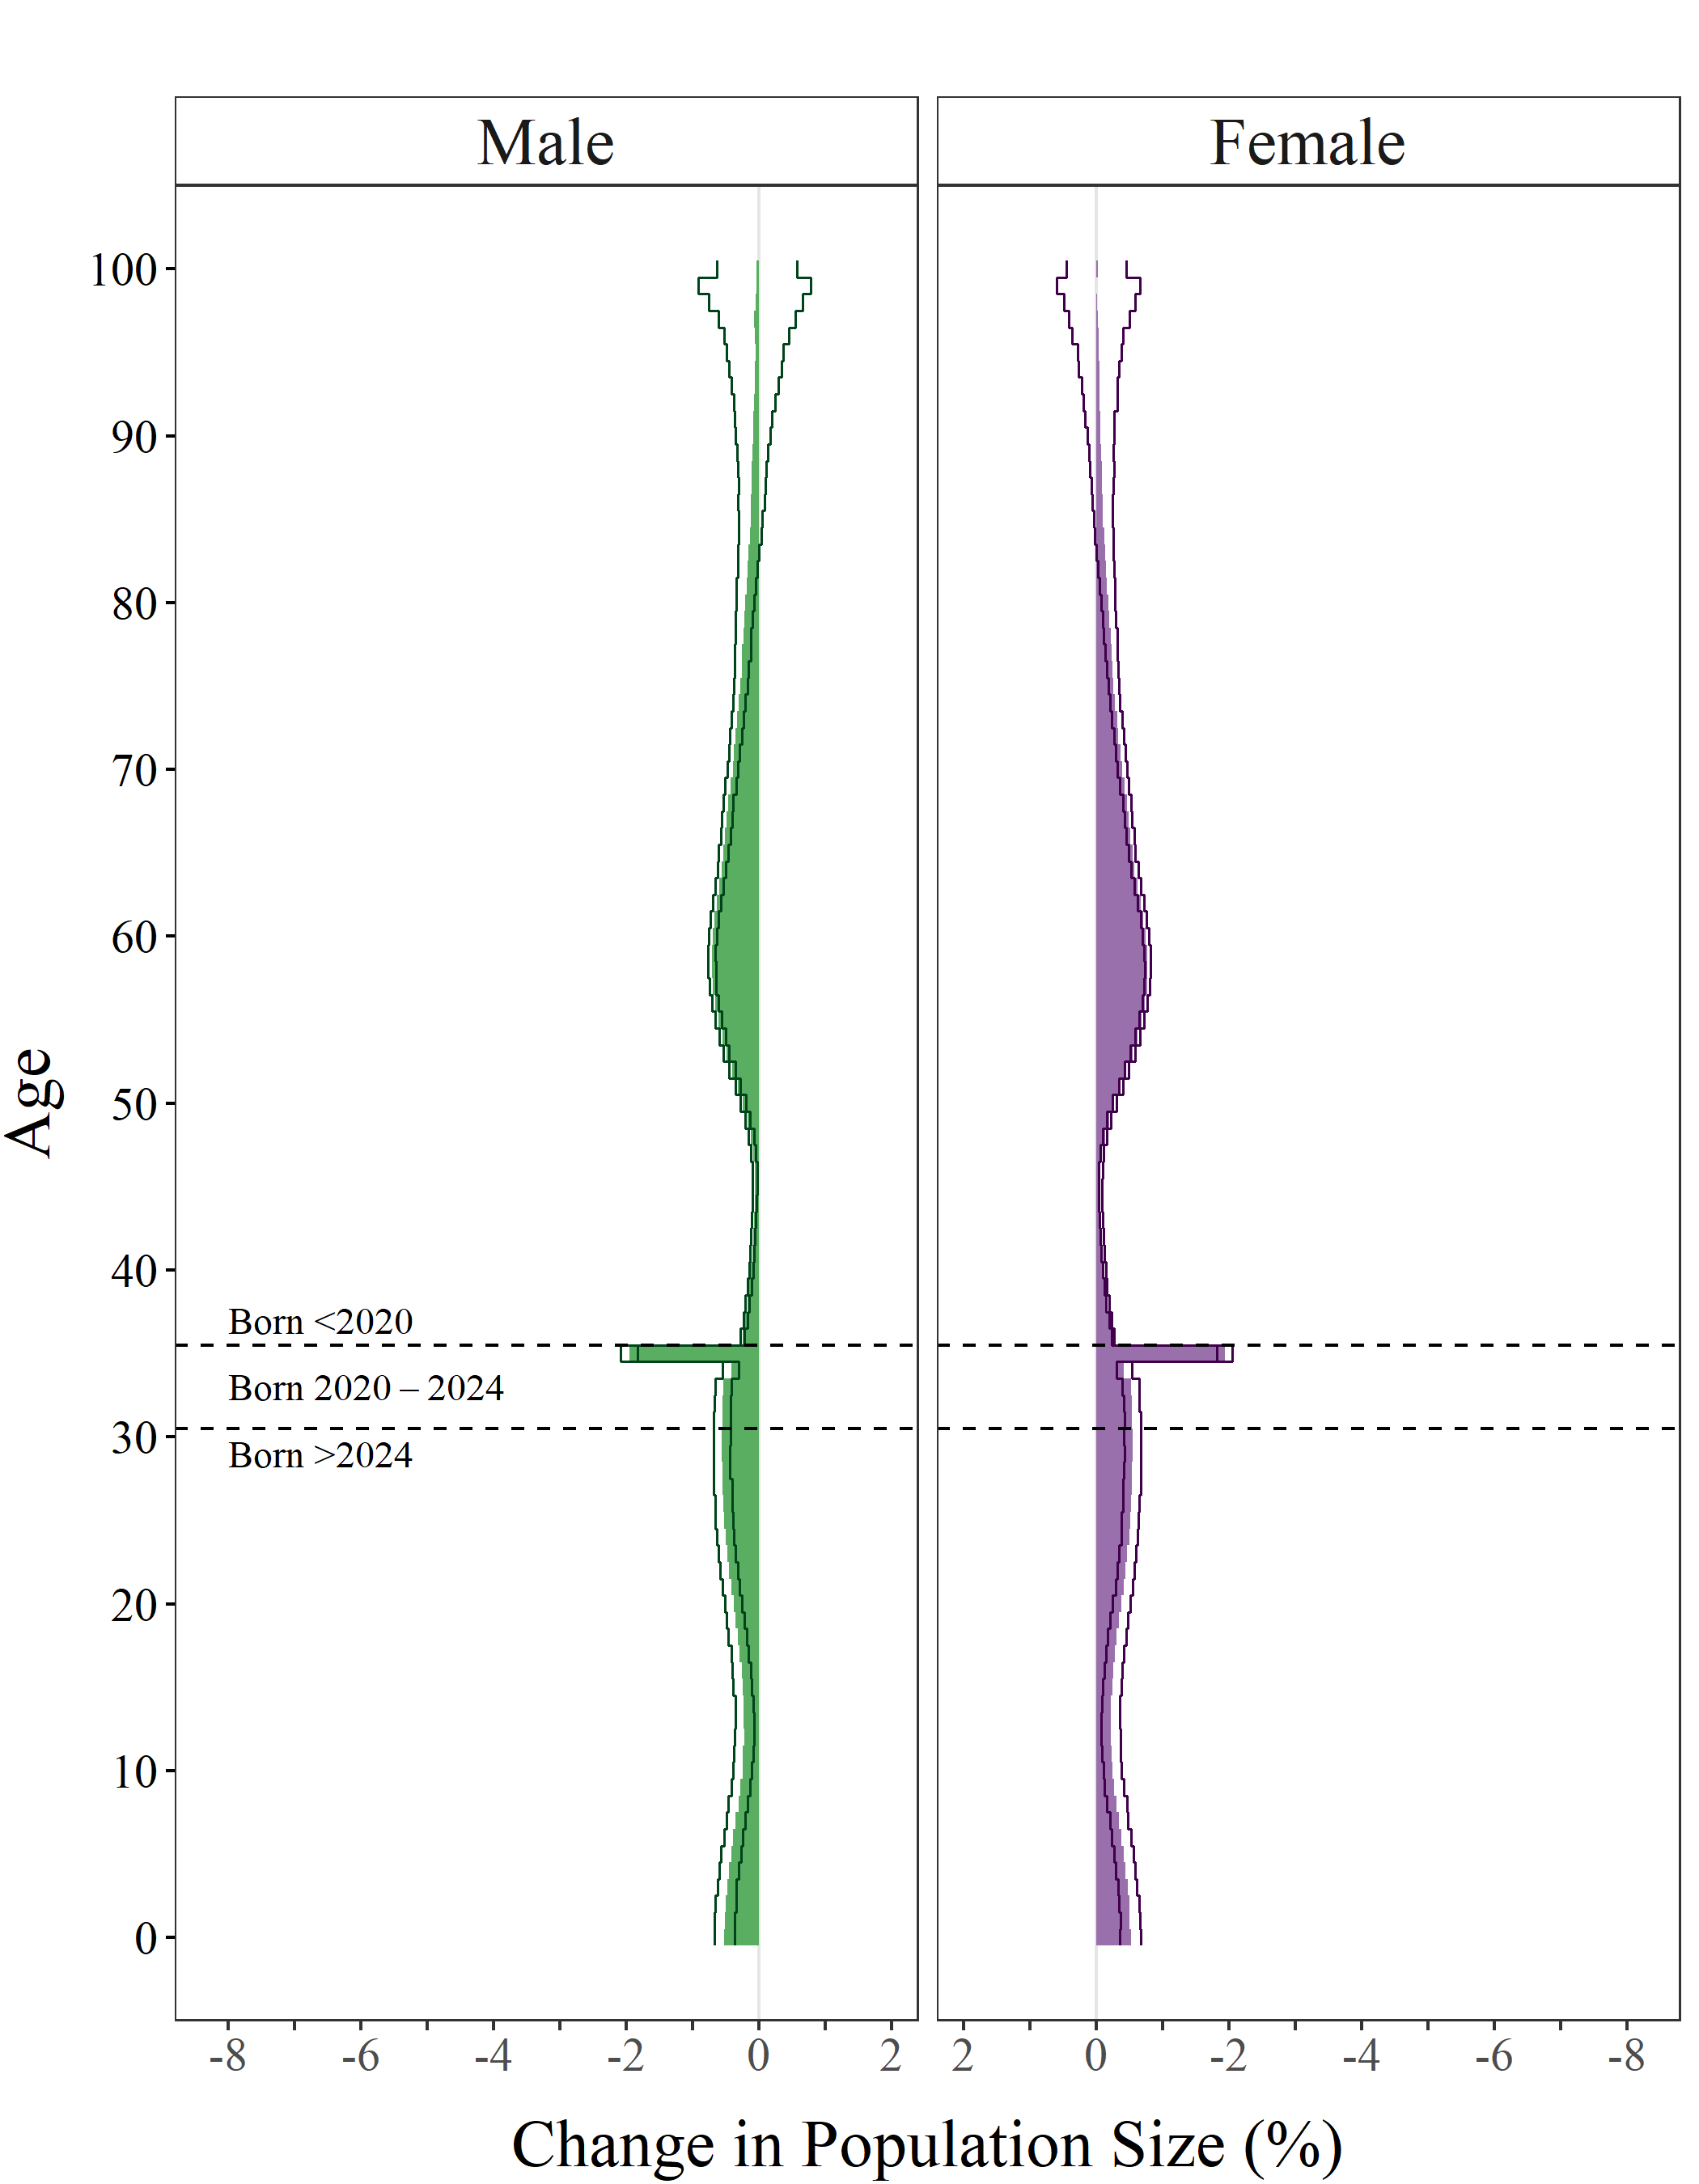 Male
Female
Age
100
90
80
70
60
50
40
30
20
10
0
Born <2020
Born 2020 – 2024
Born >2024
-8 -6 -4 -2 0 2
2 0 -2 -4 -6 -8
Change in Population Size (%)